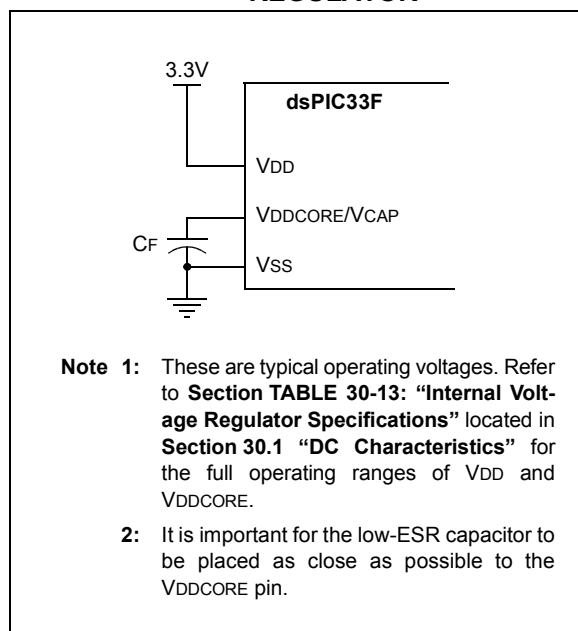 REGULATOR
3.3V
dsPIC33F
VDD
VDDCORE/VCAP
CF
VSS
Note 1: These are typical operating voltages. Refer
to Section TABLE 30-13: “Internal Volt-
age Regulator Specifications” located in
Section 30.1 “DC Characteristics” for
the full operating ranges of VDD and
VDDCORE.
2: It is important for the low-ESR capacitor to
be placed as close as possible to the
VDDCORE pin.